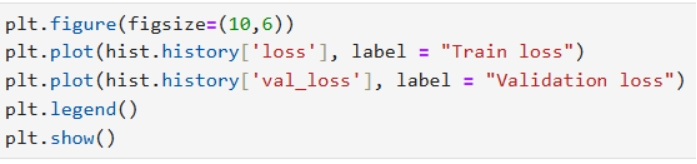 plt.figure(figsize=(10,6))
plt.plot(hist.history['loss'], label = "Train loss")
plt.plot(hist.history['val_loss'], label = "Validation loss")
plt.legend()
plt.show()